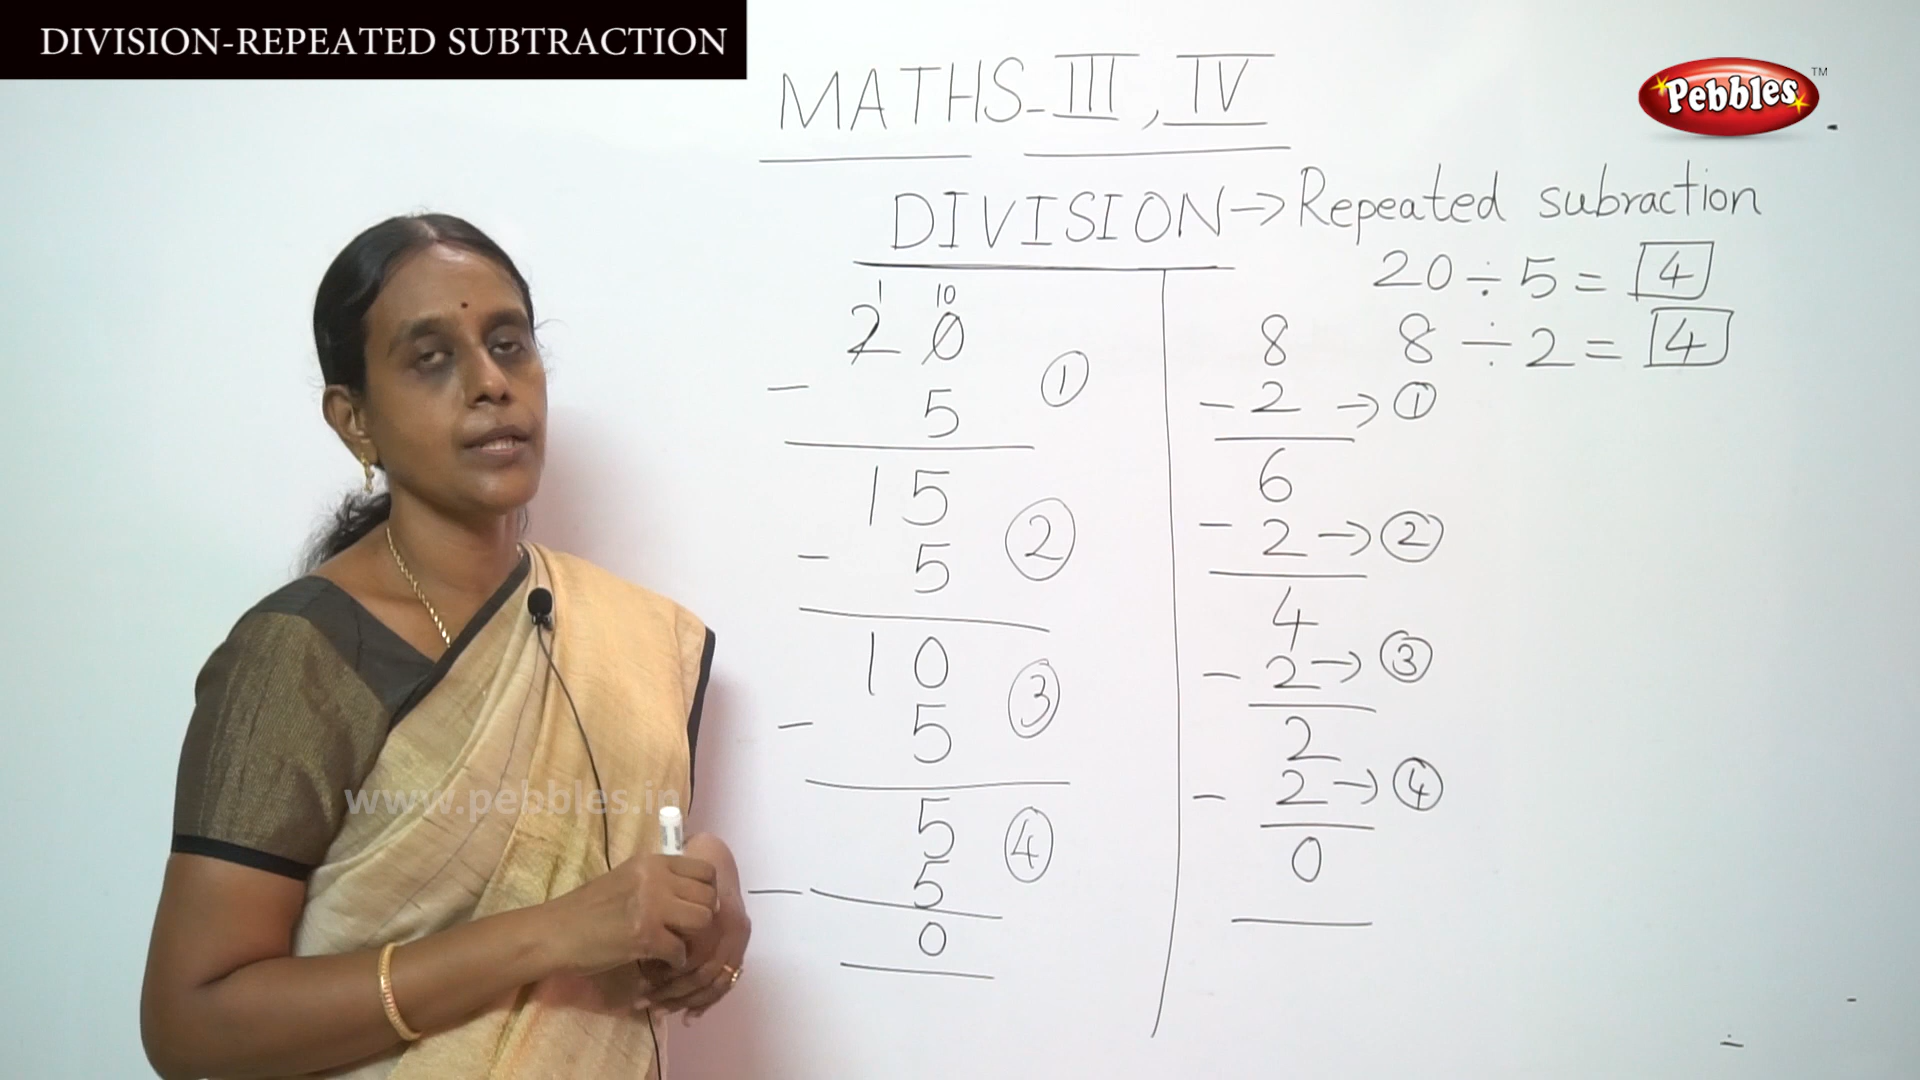 DIVISION-REPEATED SUBTRACTION
Pebbles TM
MATHS-III, IV
DIVISION→Repeated subraction
20÷5= 4
8÷2= 4
1 10
2 0
- 5 1
15
- 5 2
10
- 5 3
5
- 5 4
0
8
-2 → 1
6
-2→ 2
4
-2→ 3
2
-2→ 4
0
www.pebbles.in